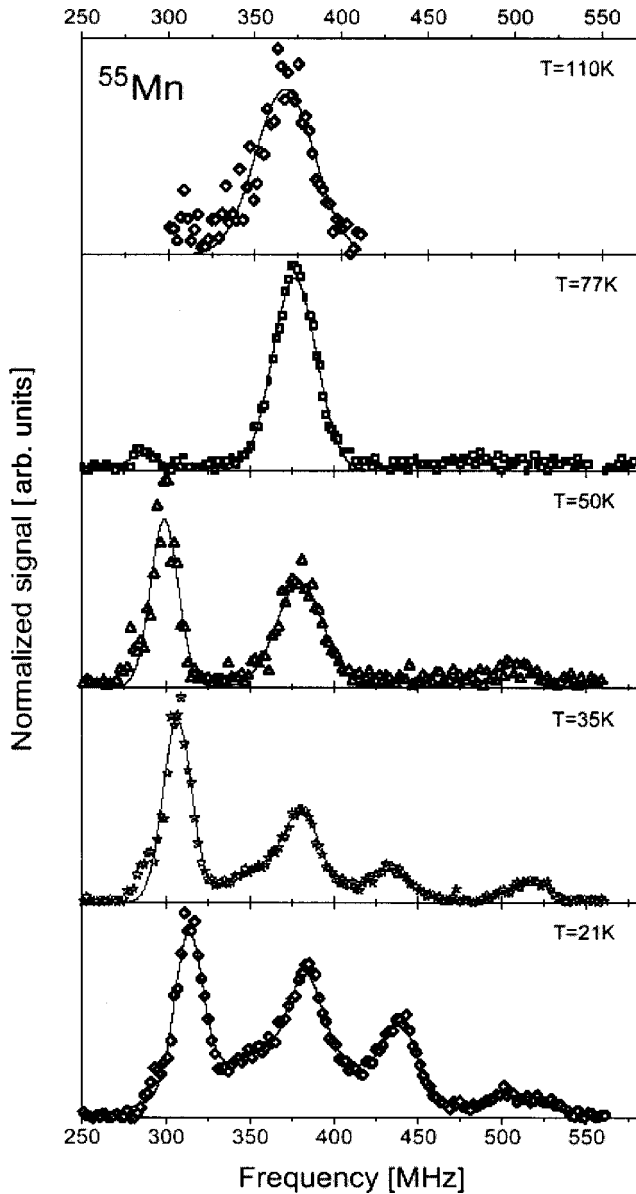 250 300 350 400 450 500 550
⁵⁵Mn
T=110K
T=77K
T=50K
T=35K
T=21K
Normalized signal [arb. units]
250 300 350 400 450 500 550
Frequency [MHz]